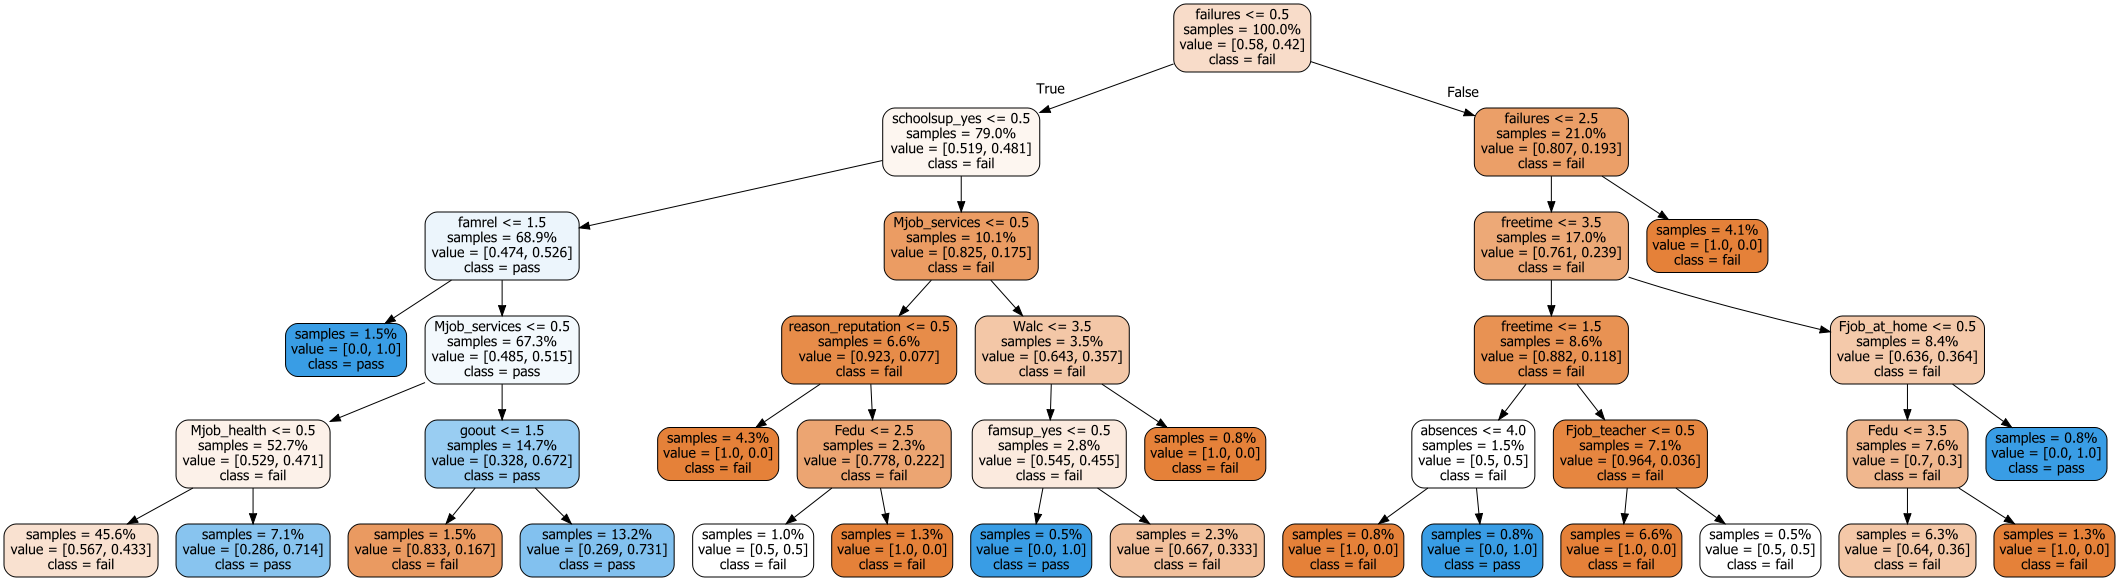 failures <= 0.5
samples = 100.0%
value = [0.58, 0.42]
class = fail
True
False
schoolsup_yes <= 0.5
samples = 79.0%
value = [0.519, 0.481]
class = fail
failures <= 2.5
samples = 21.0%
value = [0.807, 0.193]
class = fail
famrel <= 1.5
samples = 68.9%
value = [0.474, 0.526]
class = pass
Mjob_services <= 0.5
samples = 10.1%
value = [0.825, 0.175]
class = fail
freetime <= 3.5
samples = 17.0%
value = [0.761, 0.239]
class = fail
samples = 4.1%
value = [1.0, 0.0]
class = fail
samples = 1.5%
value = [0.0, 1.0]
class = pass
Mjob_services <= 0.5
samples = 67.3%
value = [0.485, 0.515]
class = pass
reason_reputation <= 0.5
samples = 6.6%
value = [0.923, 0.077]
class = fail
Walc <= 3.5
samples = 3.5%
value = [0.643, 0.357]
class = fail
freetime <= 1.5
samples = 8.6%
value = [0.882, 0.118]
class = fail
Fjob_at_home <= 0.5
samples = 8.4%
value = [0.636, 0.364]
class = fail
Mjob_health <= 0.5
samples = 52.7%
value = [0.529, 0.471]
class = fail
goout <= 1.5
samples = 14.7%
value = [0.328, 0.672]
class = pass
samples = 4.3%
value = [1.0, 0.0]
class = fail
Fedu <= 2.5
samples = 2.3%
value = [0.778, 0.222]
class = fail
famsup_yes <= 0.5
samples = 2.8%
value = [0.545, 0.455]
class = fail
samples = 0.8%
value = [1.0, 0.0]
class = fail
absences <= 4.0
samples = 1.5%
value = [0.5, 0.5]
class = fail
Fjob_teacher <= 0.5
samples = 7.1%
value = [0.964, 0.036]
class = fail
Fedu <= 3.5
samples = 7.6%
value = [0.7, 0.3]
class = fail
samples = 0.8%
value = [0.0, 1.0]
class = pass
samples = 45.6%
value = [0.567, 0.433]
class = fail
samples = 7.1%
value = [0.286, 0.714]
class = pass
samples = 1.5%
value = [0.833, 0.167]
class = fail
samples = 13.2%
value = [0.269, 0.731]
class = pass
samples = 1.0%
value = [0.5, 0.5]
class = fail
samples = 1.3%
value = [1.0, 0.0]
class = fail
samples = 0.5%
value = [0.0, 1.0]
class = pass
samples = 2.3%
value = [0.667, 0.333]
class = fail
samples = 0.8%
value = [1.0, 0.0]
class = fail
samples = 0.8%
value = [0.0, 1.0]
class = pass
samples = 6.6%
value = [1.0, 0.0]
class = fail
samples = 0.5%
value = [0.5, 0.5]
class = fail
samples = 6.3%
value = [0.64, 0.36]
class = fail
samples = 1.3%
value = [1.0, 0.0]
class = fail